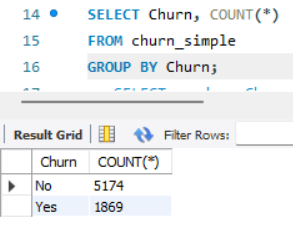 14 SELECT Churn, COUNT(*)
15 FROM churn_simple
16 GROUP BY Churn;
Result Grid Filter Rows:
Churn COUNT(*)
No 5174
Yes 1869